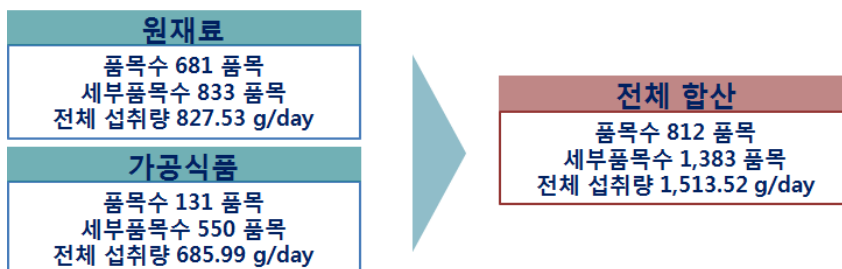 원재료
품목수 681 품목
세부품목수 833 품목
전체 섭취량 827.53 g/day
가공식품
품목수 131 품목
세부품목수 550 품목
전체 섭취량 685.99 g/day
전체 합산
품목수 812 품목
세부품목수 1,383 품목
전체 섭취량 1,513.52 g/day